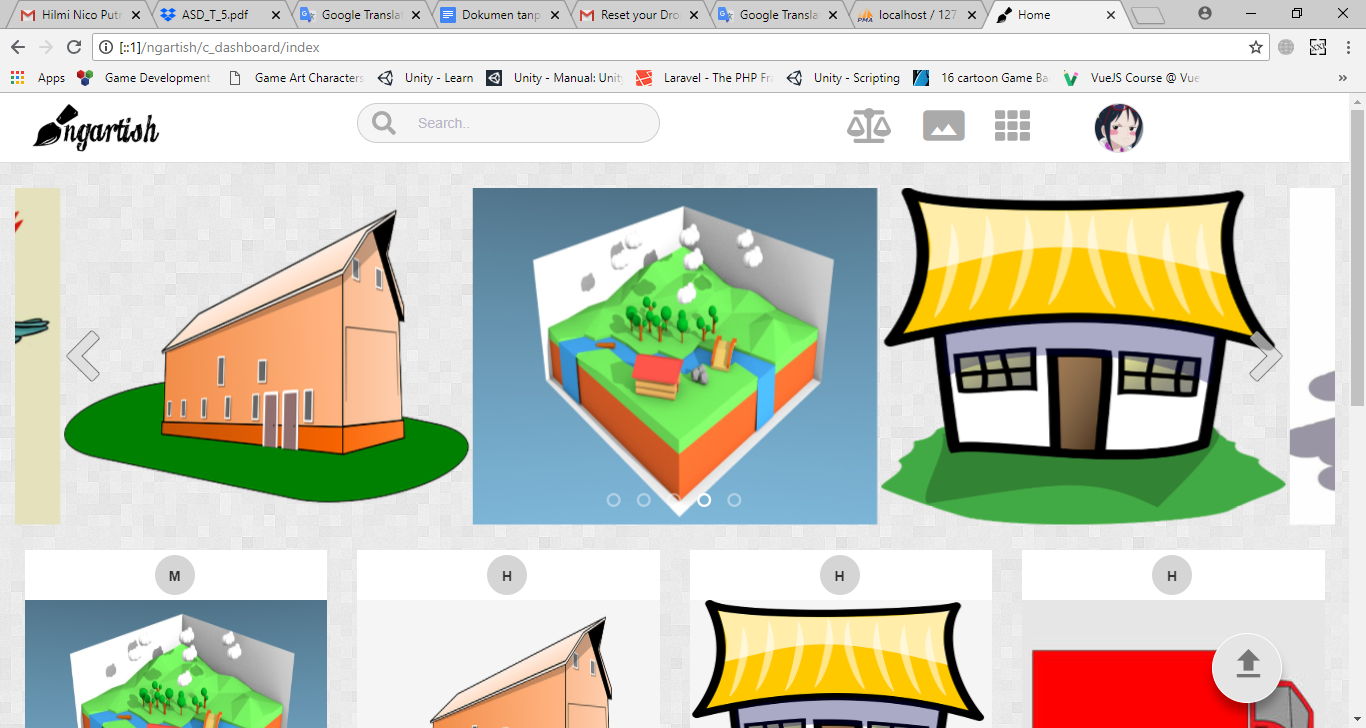 Hilmi Nico Putr
ASD_T_5.pdf
Google Translat
Dokumen tanp
Reset your Dro
Google Transla
localhost / 127
Home
[::1]/ngartish/c_dashboard/index
Apps
Game Development
Game Art Characters
Unity - Learn
Unity - Manual: Unit
Laravel - The PHP Fra
Unity - Scripting
16 cartoon Game Ba
VueJS Course @ Vue
»
ngartish
Search..
M
H
H
H